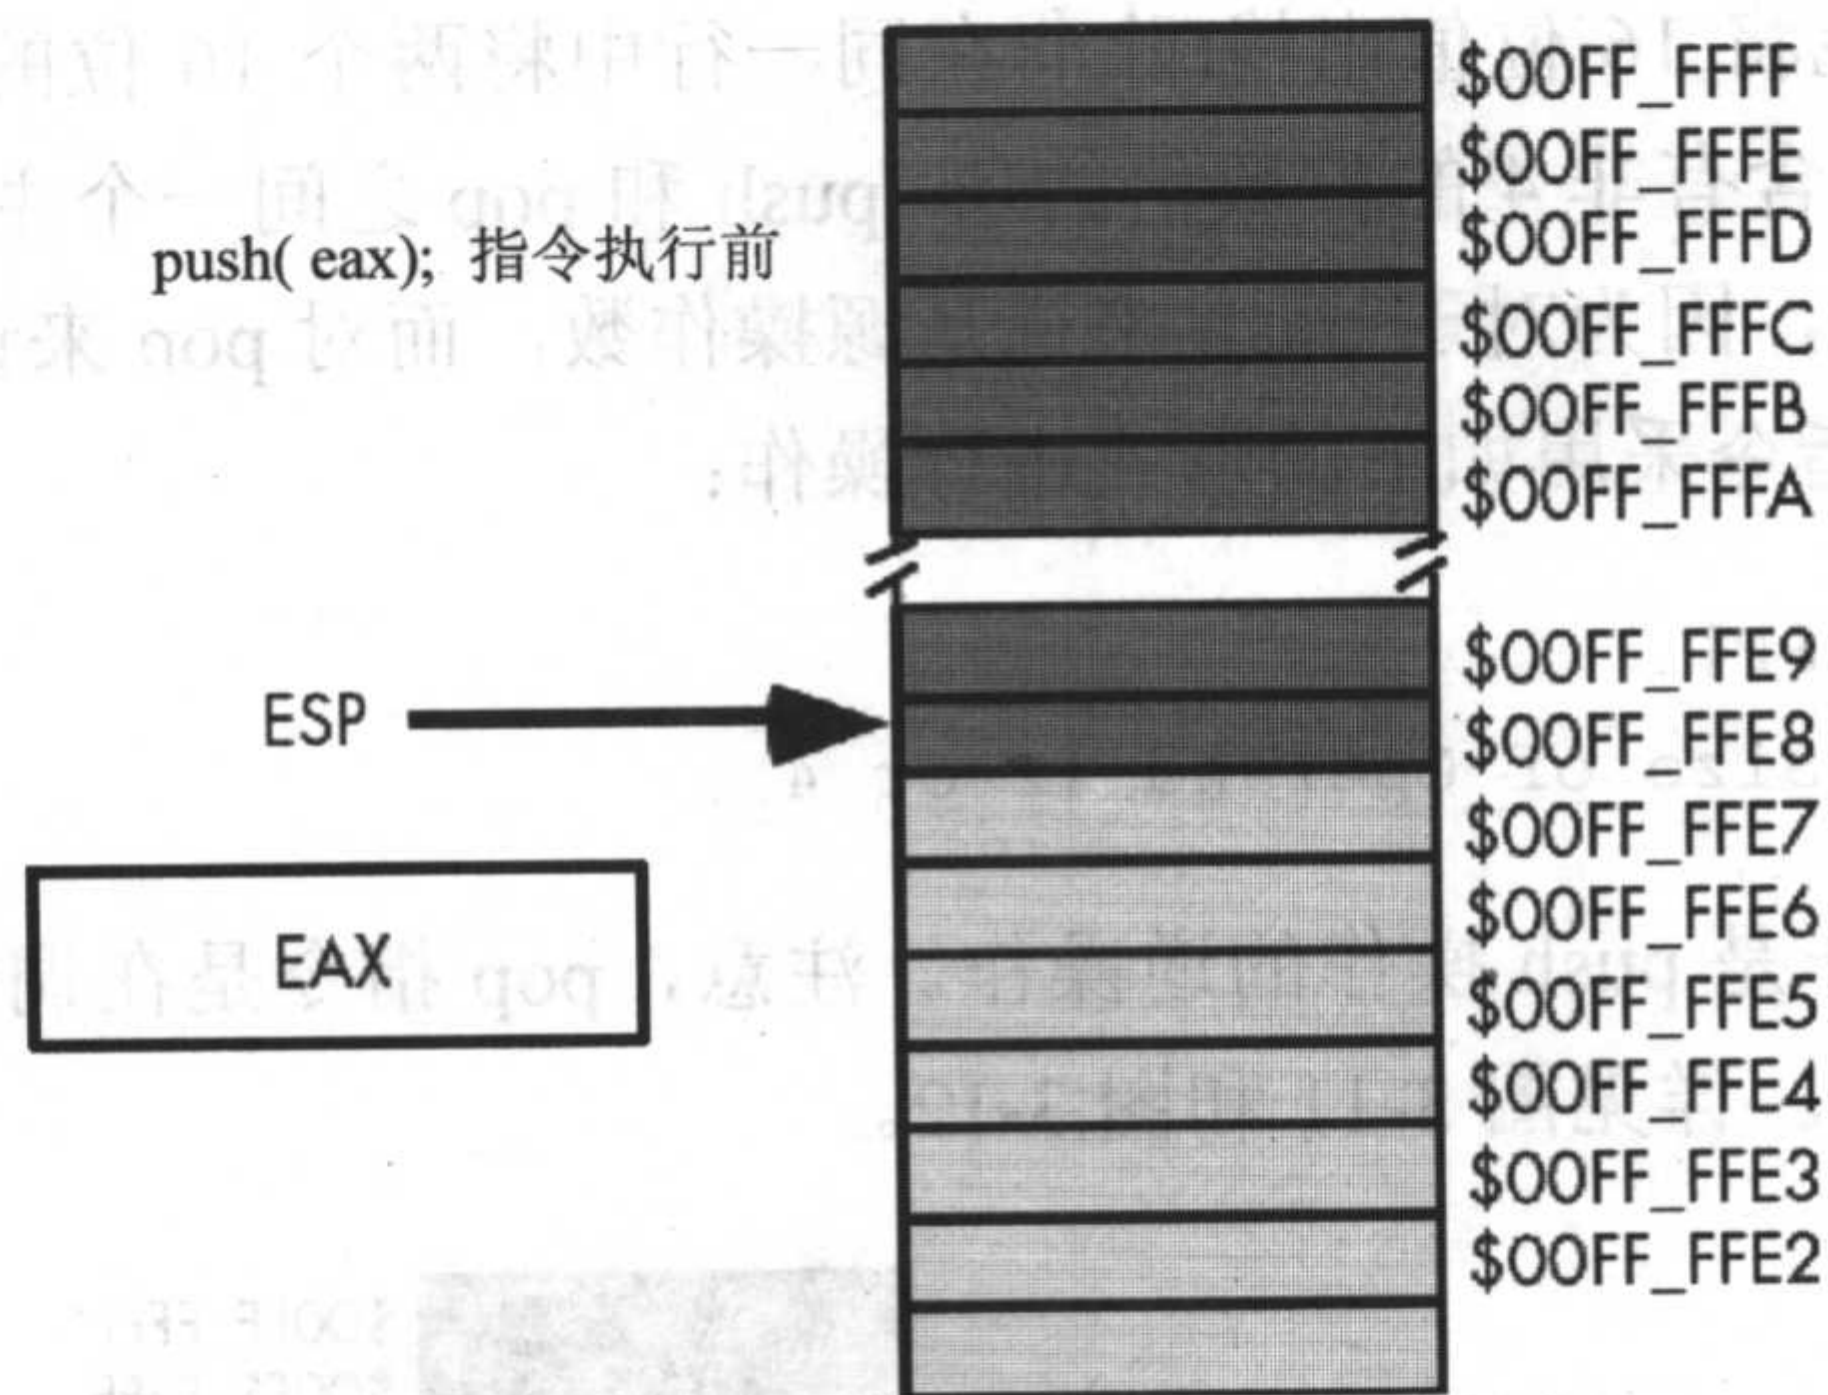 $00FF_FFFF
$00FF_FFFE
push( eax); 指令执行前
$00FF_FFFD
$00FF_FFFC
$00FF_FFFB
$00FF_FFFA
$00FF_FFE9
ESP
$00FF_FFE8
$00FF_FFE7
$00FF_FFE6
EAX
$00FF_FFE5
$00FF_FFE4
$00FF_FFE3
$00FF_FFE2